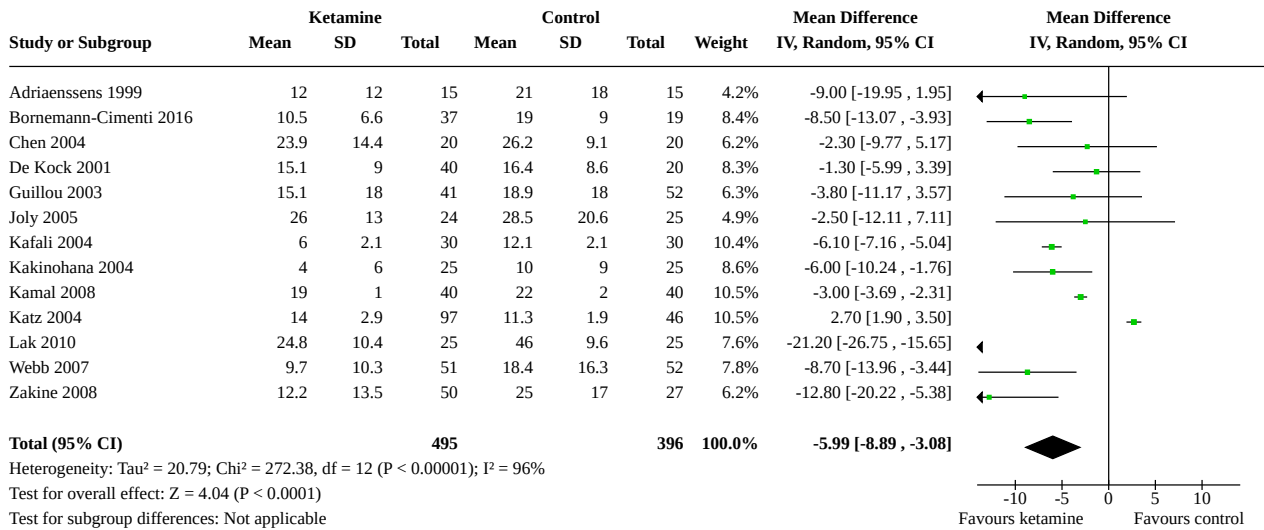 Ketamine Control Mean Difference Mean Difference
Study or Subgroup Mean SD Total Mean SD Total Weight IV, Random, 95% CI IV, Random, 95% CI
Adriaenssens 1999 12 12 15 21 18 15 4.2% -9.00 [-19.95 , 1.95]
Bornemann-Cimenti 2016 10.5 6.6 37 19 9 19 8.4% -8.50 [-13.07 , -3.93]
Chen 2004 23.9 14.4 20 26.2 9.1 20 6.2% -2.30 [-9.77 , 5.17]
De Kock 2001 15.1 9 40 16.4 8.6 20 8.3% -1.30 [-5.99 , 3.39]
Guillou 2003 15.1 18 41 18.9 18 52 6.3% -3.80 [-11.17 , 3.57]
Joly 2005 26 13 24 28.5 20.6 25 4.9% -2.50 [-12.11 , 7.11]
Kafali 2004 6 2.1 30 12.1 2.1 30 10.4% -6.10 [-7.16 , -5.04]
Kakinohana 2004 4 6 25 10 9 25 8.6% -6.00 [-10.24 , -1.76]
Kamal 2008 19 1 40 22 2 40 10.5% -3.00 [-3.69 , -2.31]
Katz 2004 14 2.9 97 11.3 1.9 46 10.5% 2.70 [1.90 , 3.50]
Lak 2010 24.8 10.4 25 46 9.6 25 7.6% -21.20 [-26.75 , -15.65]
Webb 2007 9.7 10.3 51 18.4 16.3 52 7.8% -8.70 [-13.96 , -3.44]
Zakine 2008 12.2 13.5 50 25 17 27 6.2% -12.80 [-20.22 , -5.38]
Total (95% CI) 495 396 100.0% -5.99 [-8.89 , -3.08]
Heterogeneity: Tau² = 20.79; Chi² = 272.38, df = 12 (P < 0.00001); I² = 96%
Test for overall effect: Z = 4.04 (P < 0.0001)
-10 -5 0 5 10
Test for subgroup differences: Not applicable Favours ketamine Favours control